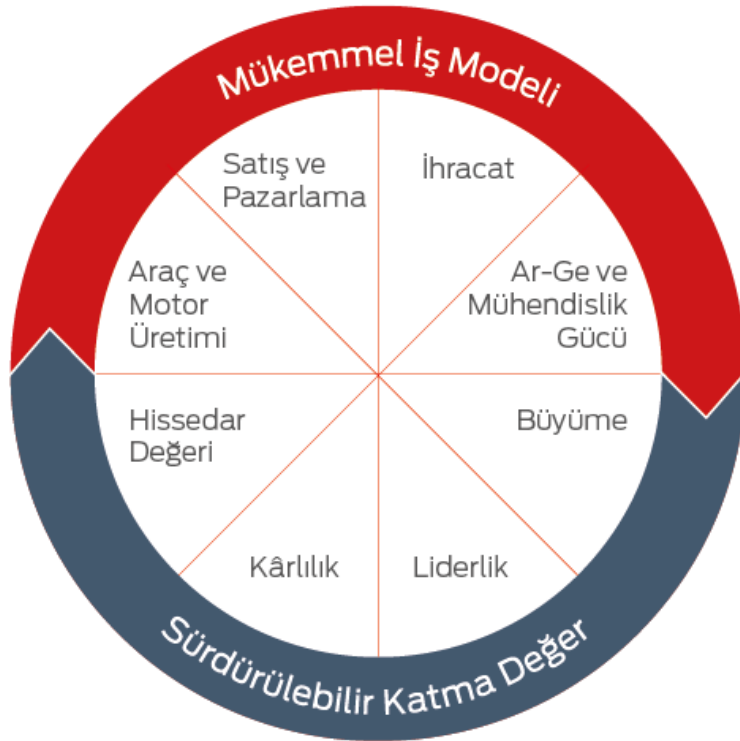 Mükemmel İş Modeli
Satış ve
Pazarlama
İhracat
Araç ve
Motor
Üretimi
Ar-Ge ve
Mühendislik
Gücü
Hissedar
Değeri
Büyüme
Kârlılık
Liderlik
Sürdürülebilir Katma Değer